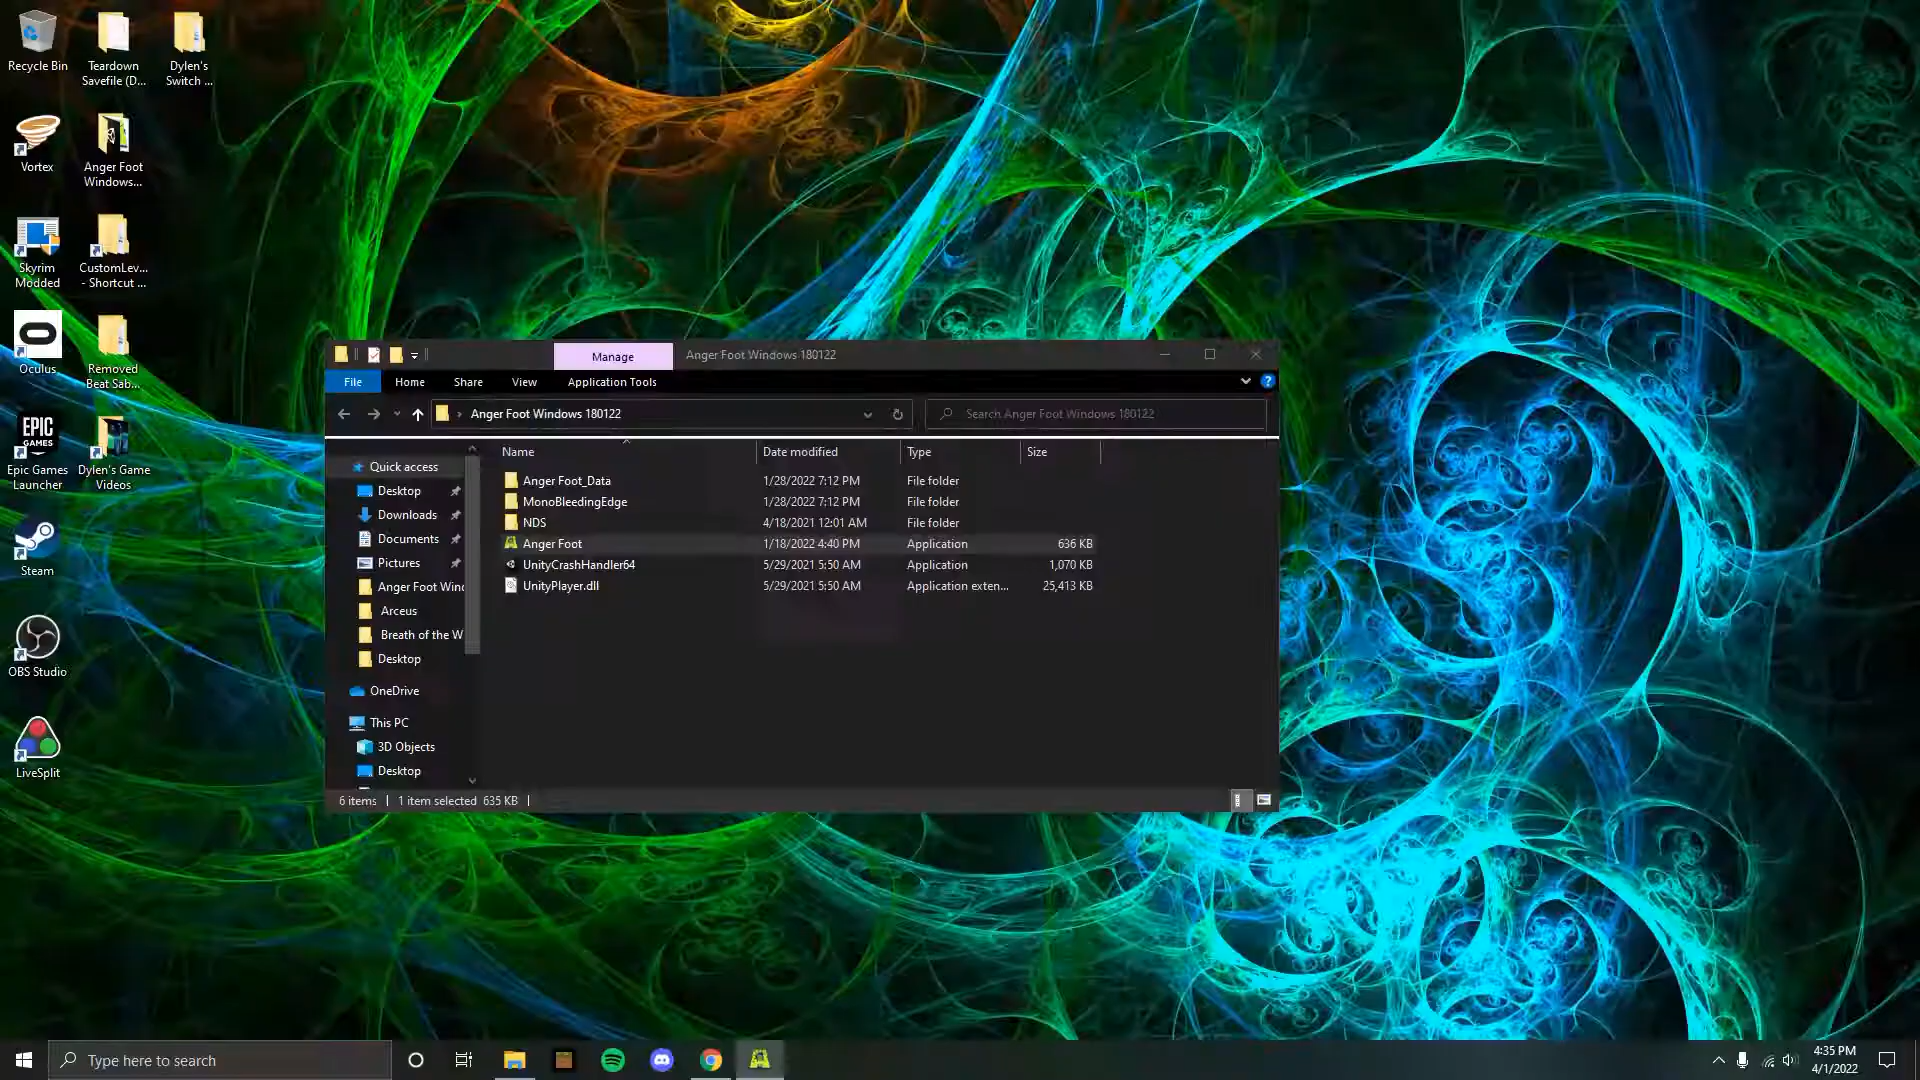 Recycle Bin
Teardown
Savefile (D...
Dylen's
Switch ...
Vortex
Anger Foot
Windows...
Skyrim
Modded
CustomLev...
- Shortcut ...
Oculus
Removed
Beat Sab...
EPIC
GAMES
Epic Games
Launcher
Dylen's Game
Videos
Steam
OBS Studio
LiveSplit
Manage
Anger Foot Windows 180122
File
Home
Share
View
Application Tools
Anger Foot Windows 180122
Search Anger Foot Windows 180122
Name
Date modified
Type
Size
Quick access
Desktop
Downloads
Documents
Pictures
Anger Foot Wind
Arceus
Breath of the W
Desktop
OneDrive
This PC
3D Objects
Desktop
Anger Foot_Data 1/28/2022 7:12 PM File folder
MonoBleedingEdge 1/28/2022 7:12 PM File folder
NDS 4/18/2021 12:01 AM File folder
Anger Foot 1/18/2022 4:40 PM Application 636 KB
UnityCrashHandler64 5/29/2021 5:50 AM Application 1,070 KB
UnityPlayer.dll 5/29/2021 5:50 AM Application exten... 25,413 KB
6 items 1 item selected 635 KB
Type here to search
4:35 PM
4/1/2022